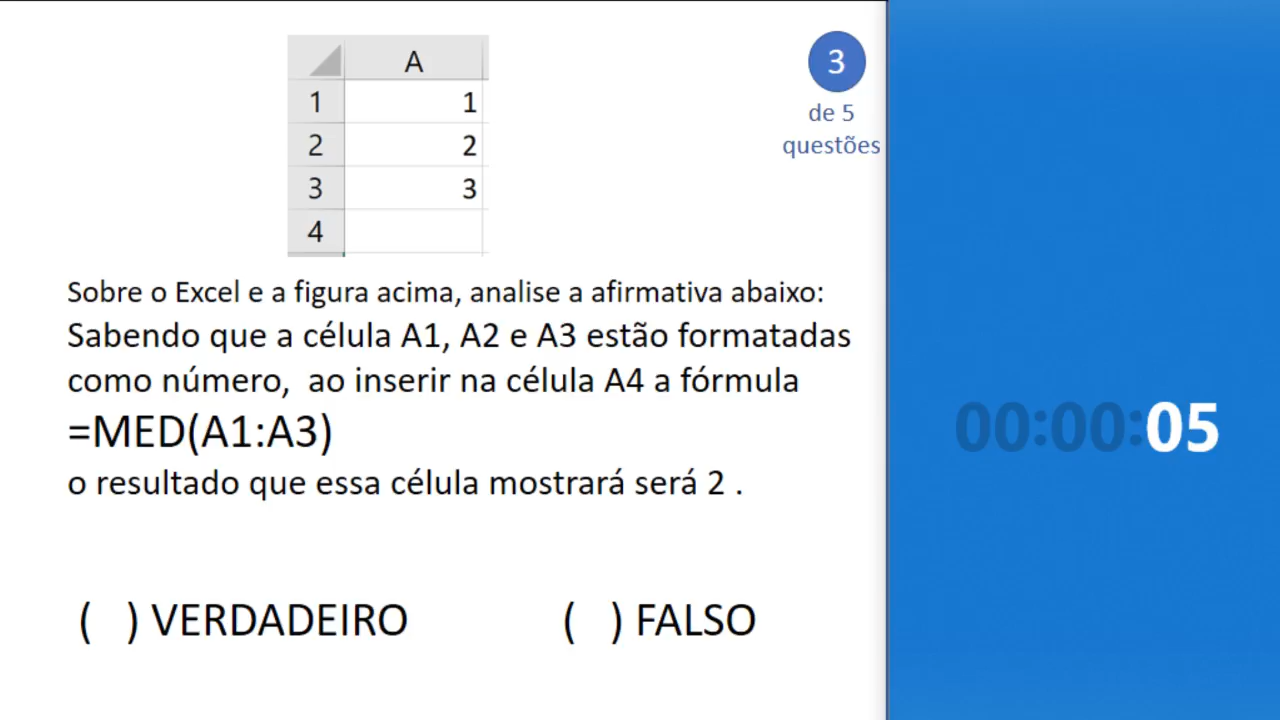 A
1 1
2 2
3 3
4
3
de 5
questões
Sobre o Excel e a figura acima, analise a afirmativa abaixo:
Sabendo que a célula A1, A2 e A3 estão formatadas
como número,  ao inserir na célula A4 a fórmula
=MED(A1:A3)
o resultado que essa célula mostrará será 2 .
(   ) VERDADEIRO (   ) FALSO
00:00:05